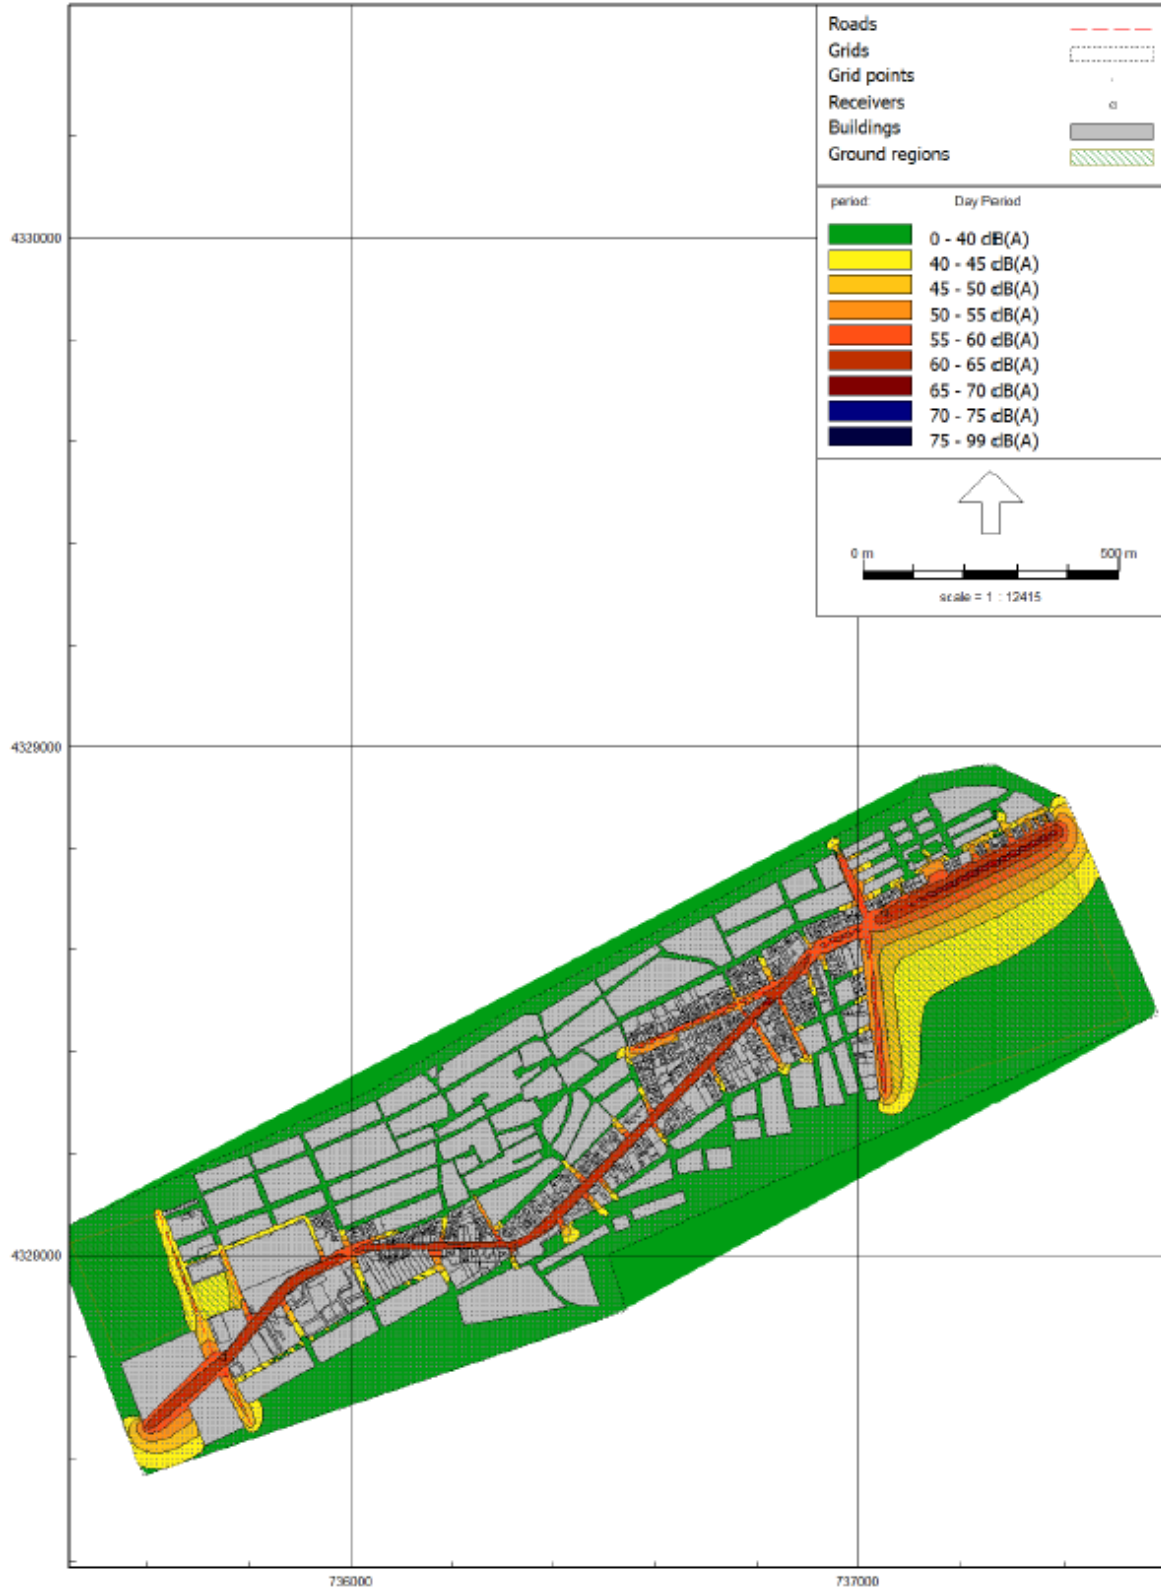 Roads
Grids
Grid points
Receivers
Buildings
Ground regions
period: Day Period
0 - 40 dB(A)
40 - 45 dB(A)
45 - 50 dB(A)
50 - 55 dB(A)
55 - 60 dB(A)
60 - 65 dB(A)
65 - 70 dB(A)
70 - 75 dB(A)
75 - 99 dB(A)
0 m 500 m
scale = 1 : 12415
4330000
4329000
4328000
736000 737000